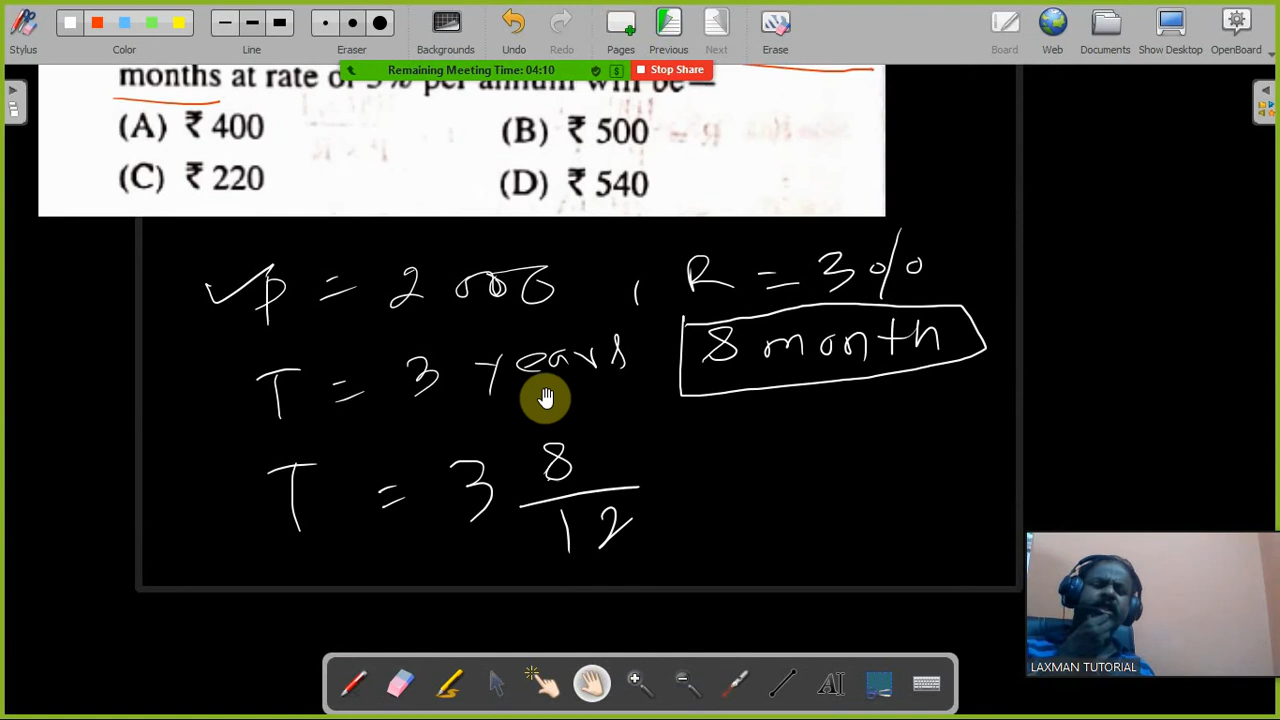 Stylus Color Line Eraser Backgrounds Undo Redo Pages Previous Next Erase Board Web Documents Show Desktop OpenBoard
Remaining Meeting Time: 04:10 Stop Share
months at rate of 3% per annum will be—
(A) ₹ 400 (B) ₹ 500
(C) ₹ 220 (D) ₹ 540
p = 2000 , R = 3%
T = 3 years 8 month
T = 3 8/12
LAXMAN TUTORIAL